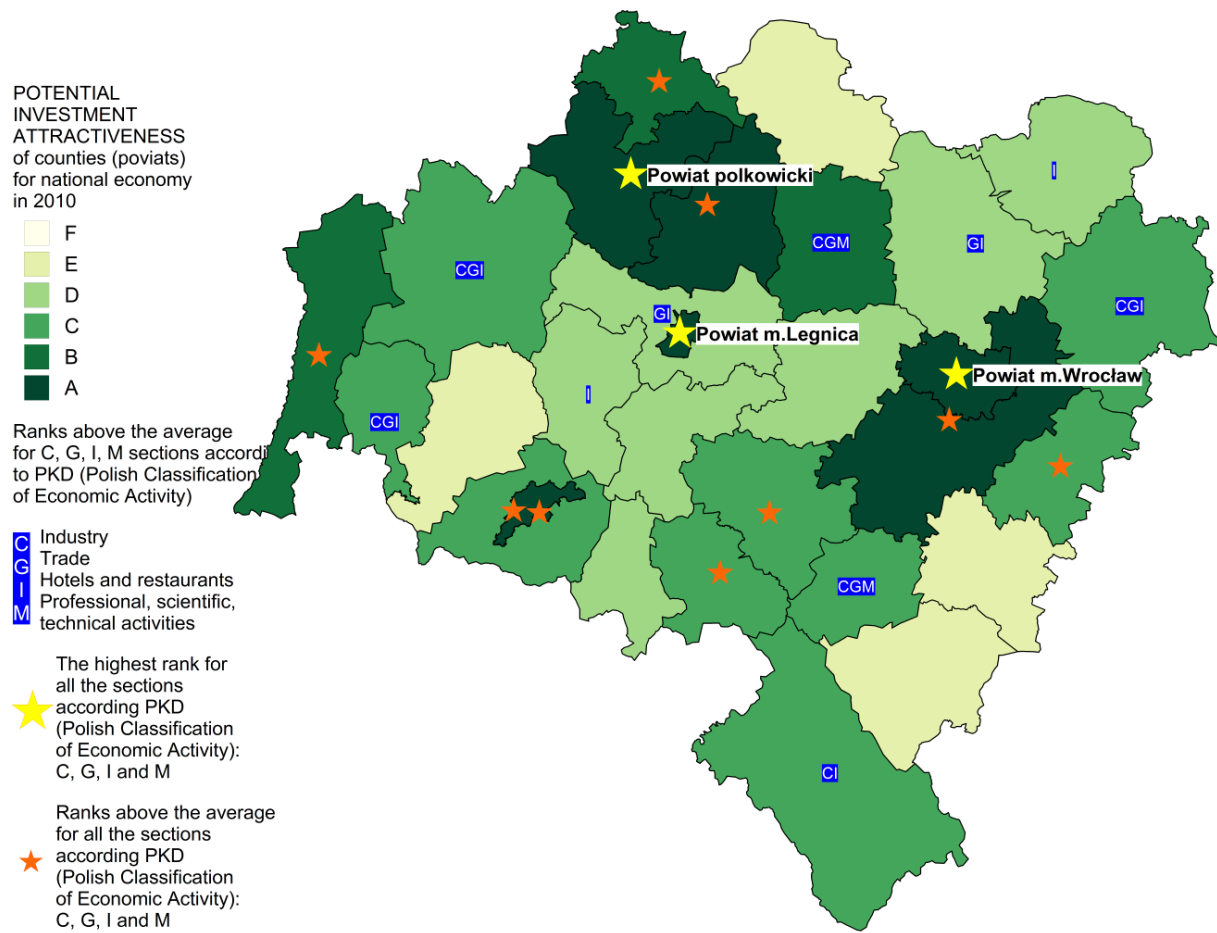 POTENTIAL
INVESTMENT
ATTRACTIVENESS
of counties (poviats)
for national economy
in 2010
F
E
D
C
B
A
Ranks above the average
for C, G, I, M sections accordi
to PKD (Polish Classification
of Economic Activity)
C Industry
G Trade
I Hotels and restaurants
M Professional, scientific,
technical activities
The highest rank for
all the sections
according PKD
(Polish Classification
of Economic Activity):
C, G, I and M
Ranks above the average
for all the sections
according PKD
(Polish Classification
of Economic Activity):
C, G, I and M
Powiat polkowicki
I
CGM
GI
CGI
CGI
GI
Powiat m.Legnica
Powiat m.Wrocław
I
CGI
CGM
CI